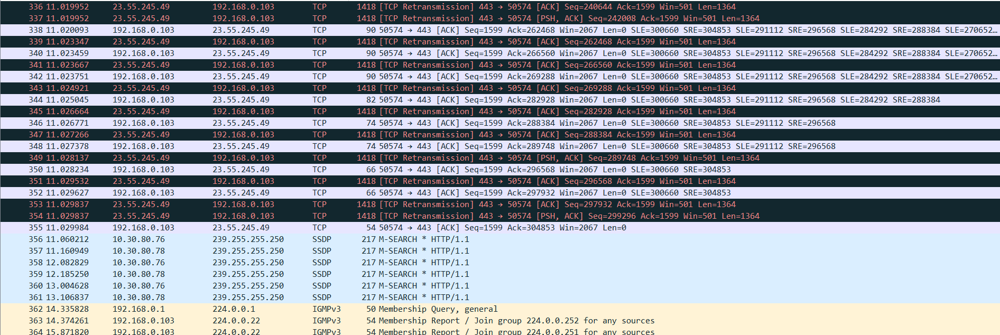 336 11.019952 23.55.245.49 192.168.0.103 TCP 1418 [TCP Retransmission] 443 → 50574 [ACK] Seq=240644 Ack=1599 Win=501 Len=1364
337 11.019952 23.55.245.49 192.168.0.103 TCP 1418 [TCP Retransmission] 443 → 50574 [PSH, ACK] Seq=242008 Ack=1599 Win=501 Len=1364
338 11.020093 192.168.0.103 23.55.245.49 TCP 90 50574 → 443 [ACK] Seq=1599 Ack=262468 Win=2067 Len=0 SLE=300660 SRE=304853 SLE=291112 SRE=296568 SLE=284292 SRE=288384 SLE=270652…
339 11.023347 23.55.245.49 192.168.0.103 TCP 1418 [TCP Retransmission] 443 → 50574 [ACK] Seq=262468 Ack=1599 Win=501 Len=1364
340 11.023459 192.168.0.103 23.55.245.49 TCP 90 50574 → 443 [ACK] Seq=1599 Ack=266560 Win=2067 Len=0 SLE=300660 SRE=304853 SLE=291112 SRE=296568 SLE=284292 SRE=288384 SLE=270652…
341 11.023667 23.55.245.49 192.168.0.103 TCP 1418 [TCP Retransmission] 443 → 50574 [ACK] Seq=266560 Ack=1599 Win=501 Len=1364
342 11.023751 192.168.0.103 23.55.245.49 TCP 90 50574 → 443 [ACK] Seq=1599 Ack=269288 Win=2067 Len=0 SLE=300660 SRE=304853 SLE=291112 SRE=296568 SLE=284292 SRE=288384 SLE=270652…
343 11.024921 23.55.245.49 192.168.0.103 TCP 1418 [TCP Retransmission] 443 → 50574 [ACK] Seq=269288 Ack=1599 Win=501 Len=1364
344 11.025045 192.168.0.103 23.55.245.49 TCP 82 50574 → 443 [ACK] Seq=1599 Ack=282928 Win=2067 Len=0 SLE=300660 SRE=304853 SLE=291112 SRE=296568 SLE=284292 SRE=288384
345 11.026664 23.55.245.49 192.168.0.103 TCP 1418 [TCP Retransmission] 443 → 50574 [ACK] Seq=282928 Ack=1599 Win=501 Len=1364
346 11.026771 192.168.0.103 23.55.245.49 TCP 74 50574 → 443 [ACK] Seq=1599 Ack=288384 Win=2067 Len=0 SLE=300660 SRE=304853 SLE=291112 SRE=296568
347 11.027266 23.55.245.49 192.168.0.103 TCP 1418 [TCP Retransmission] 443 → 50574 [ACK] Seq=288384 Ack=1599 Win=501 Len=1364
348 11.027378 192.168.0.103 23.55.245.49 TCP 74 50574 → 443 [ACK] Seq=1599 Ack=289748 Win=2067 Len=0 SLE=300660 SRE=304853 SLE=291112 SRE=296568
349 11.028137 23.55.245.49 192.168.0.103 TCP 1418 [TCP Retransmission] 443 → 50574 [PSH, ACK] Seq=289748 Ack=1599 Win=501 Len=1364
350 11.028234 192.168.0.103 23.55.245.49 TCP 66 50574 → 443 [ACK] Seq=1599 Ack=296568 Win=2067 Len=0 SLE=300660 SRE=304853
351 11.029532 23.55.245.49 192.168.0.103 TCP 1418 [TCP Retransmission] 443 → 50574 [ACK] Seq=296568 Ack=1599 Win=501 Len=1364
352 11.029627 192.168.0.103 23.55.245.49 TCP 66 50574 → 443 [ACK] Seq=1599 Ack=297932 Win=2067 Len=0 SLE=300660 SRE=304853
353 11.029837 23.55.245.49 192.168.0.103 TCP 1418 [TCP Retransmission] 443 → 50574 [ACK] Seq=297932 Ack=1599 Win=501 Len=1364
354 11.029837 23.55.245.49 192.168.0.103 TCP 1418 [TCP Retransmission] 443 → 50574 [PSH, ACK] Seq=299296 Ack=1599 Win=501 Len=1364
355 11.029984 192.168.0.103 23.55.245.49 TCP 54 50574 → 443 [ACK] Seq=1599 Ack=304853 Win=2067 Len=0
356 11.060212 10.30.80.76 239.255.255.250 SSDP 217 M-SEARCH * HTTP/1.1
357 11.160949 10.30.80.78 239.255.255.250 SSDP 217 M-SEARCH * HTTP/1.1
358 12.082829 10.30.80.76 239.255.255.250 SSDP 217 M-SEARCH * HTTP/1.1
359 12.185250 10.30.80.78 239.255.255.250 SSDP 217 M-SEARCH * HTTP/1.1
360 13.004628 10.30.80.76 239.255.255.250 SSDP 217 M-SEARCH * HTTP/1.1
361 13.106837 10.30.80.78 239.255.255.250 SSDP 217 M-SEARCH * HTTP/1.1
362 14.335828 192.168.0.1 224.0.0.1 IGMPv3 50 Membership Query, general
363 14.374261 192.168.0.103 224.0.0.22 IGMPv3 54 Membership Report / Join group 224.0.0.252 for any sources
364 15.871820 192.168.0.103 224.0.0.22 IGMPv3 54 Membership Report / Join group 224.0.0.251 for any sources